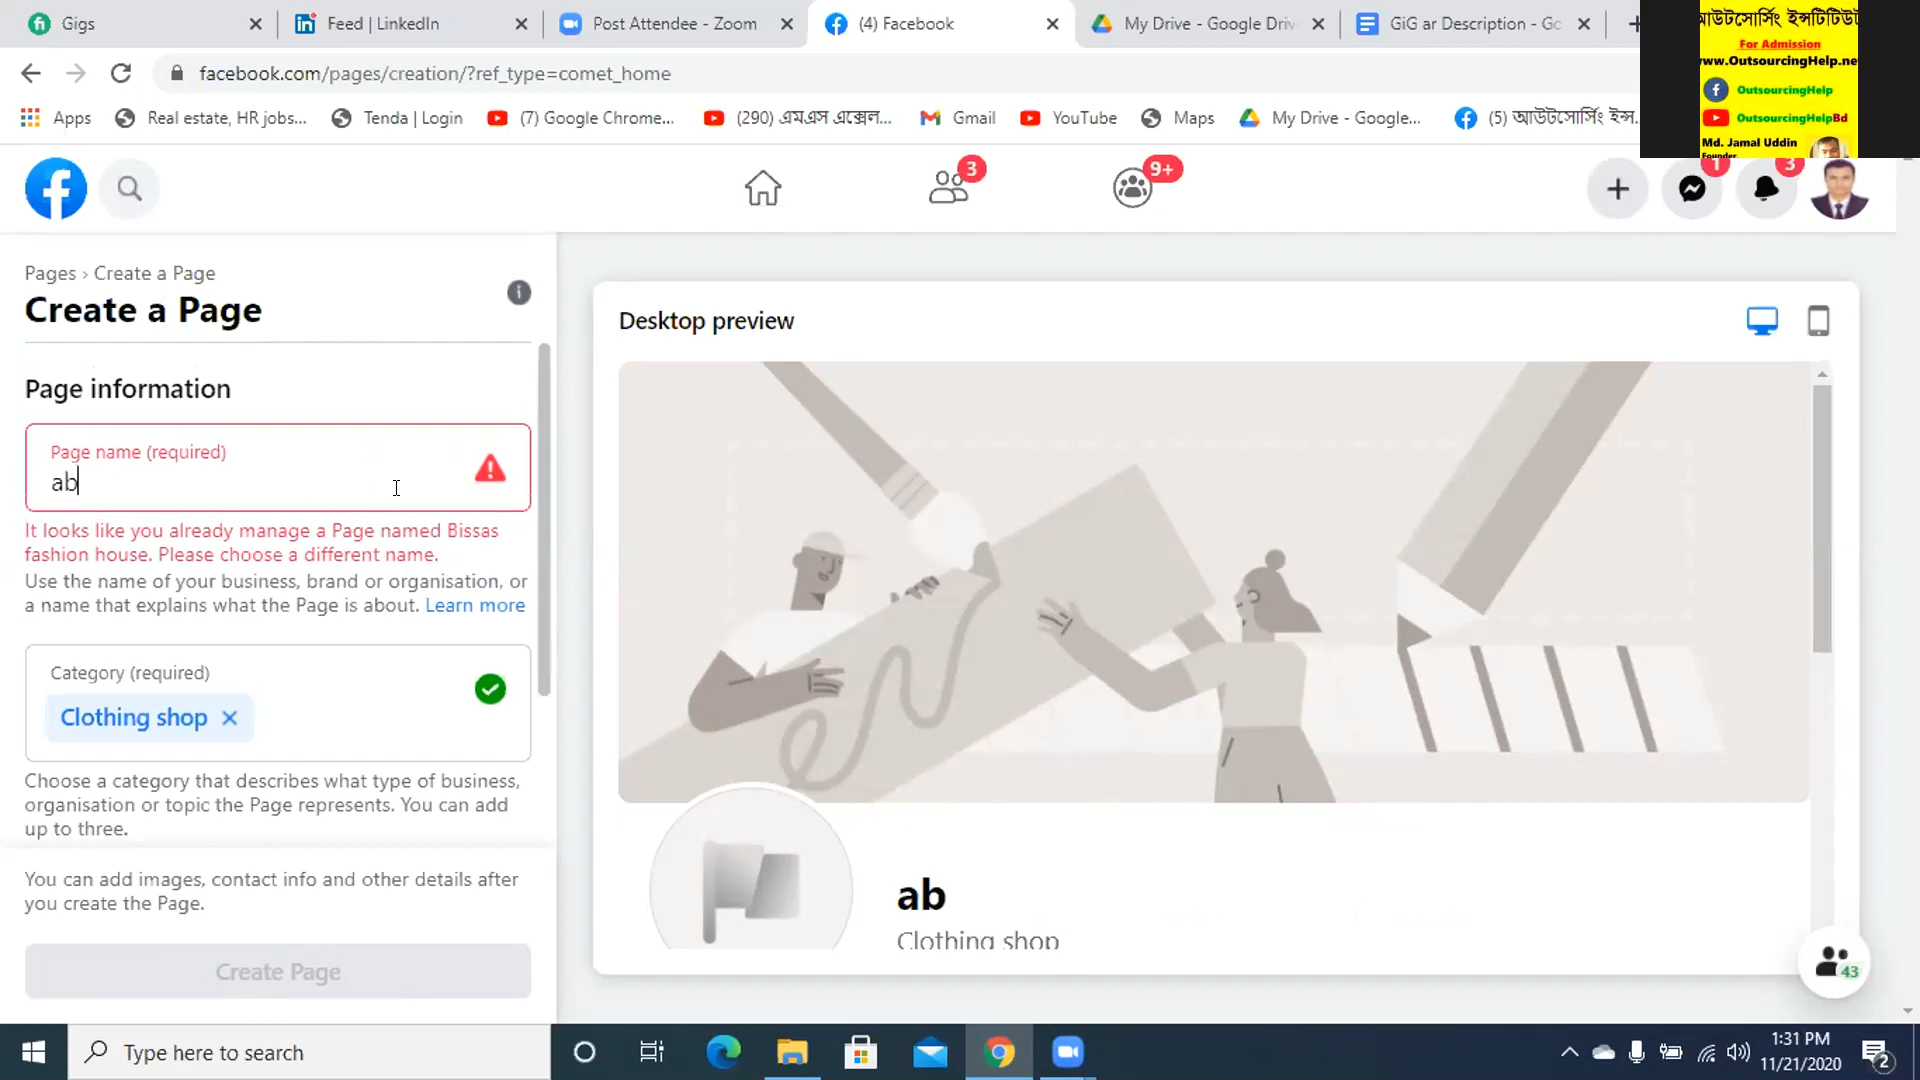 Gigs
Feed | LinkedIn
Post Attendee - Zoom
(4) Facebook
My Drive - Google Driv
GiG ar Description - Go
facebook.com/pages/creation/?ref_type=comet_home
Apps
Real estate, HR jobs...
Tenda | Login
(7) Google Chrome...
(290) এমএস এক্সেল...
Gmail
YouTube
Maps
My Drive - Google...
(5) আউটসোর্সিং ইন্স...
আউটসোর্সিং ইন্সটিটিউট
For Admission
www.OutsourcingHelp.ne
OutsourcingHelp
OutsourcingHelpBd
Md. Jamal Uddin
Founder
3
9+
1
3
Pages › Create a Page
Create a Page
Page information
Page name (required)
ab
It looks like you already manage a Page named Bissas
fashion house. Please choose a different name.
Use the name of your business, brand or organisation, or
a name that explains what the Page is about. Learn more
Category (required)
Clothing shop
Choose a category that describes what type of business,
organisation or topic the Page represents. You can add
up to three.
You can add images, contact info and other details after
you create the Page.
Create Page
Desktop preview
ab
Clothing shop
43
Type here to search
1:31 PM
11/21/2020
2